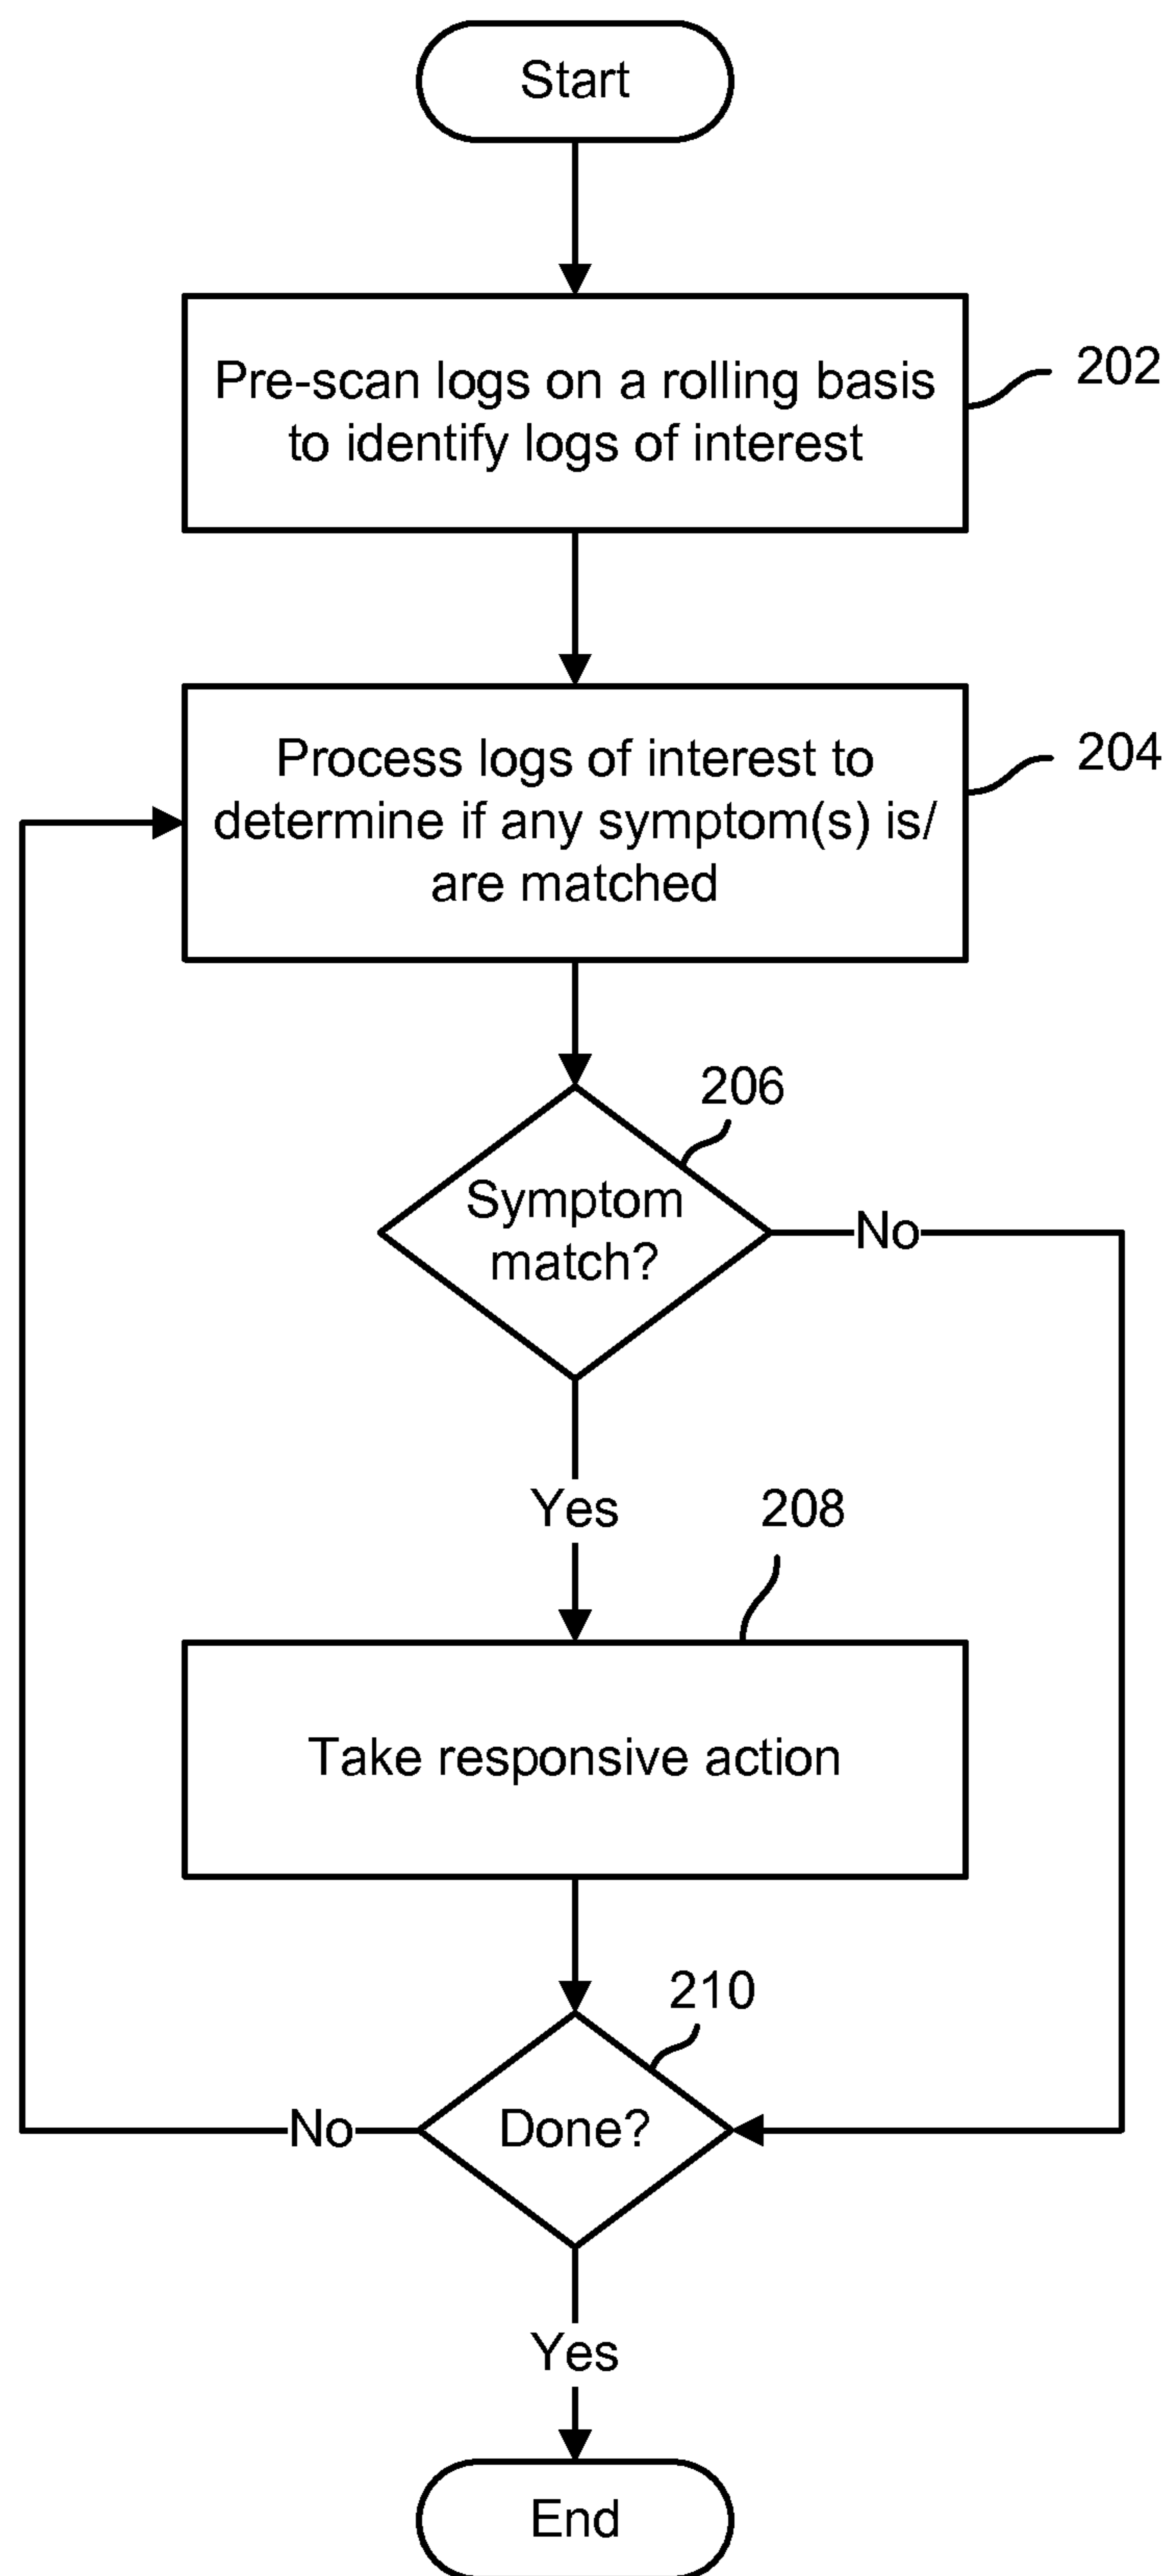 Start
Pre-scan logs on a rolling basis
to identify logs of interest
202
Process logs of interest to
determine if any symptom(s) is/
are matched
204
206
Symptom
match?
No
Yes
208
Take responsive action
210
Done?
No
Yes
End